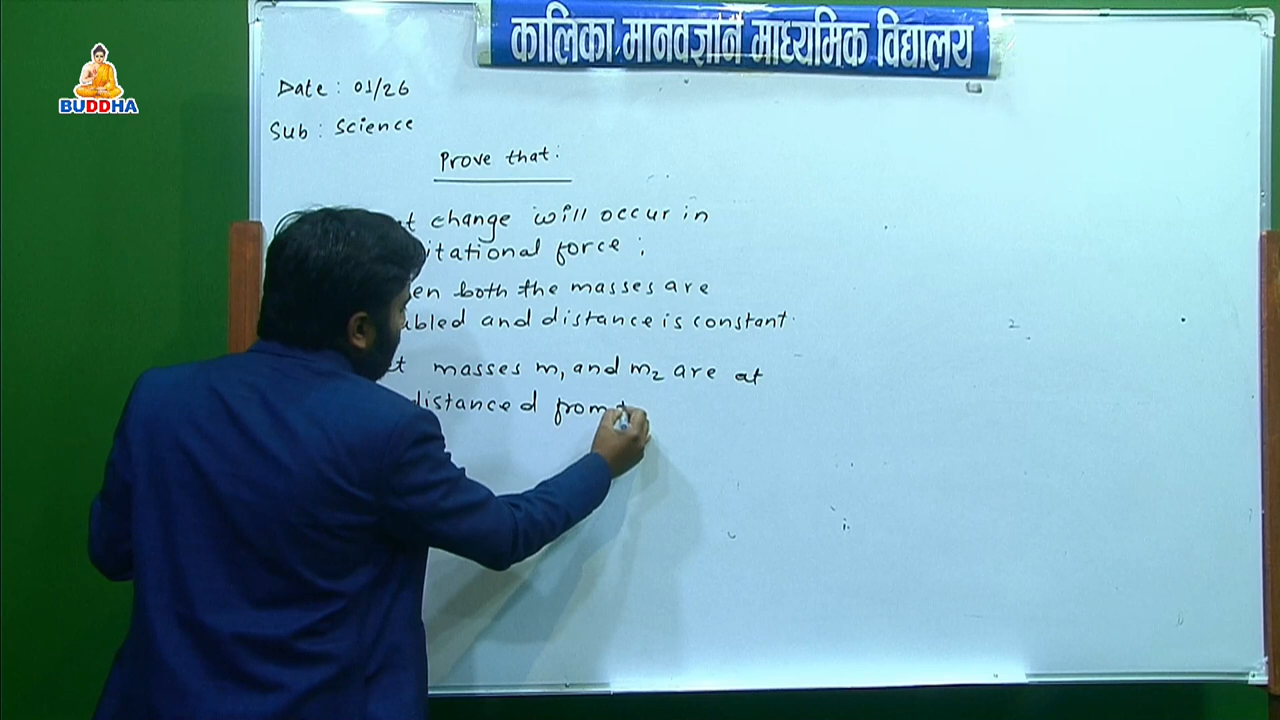 BUDDHA
कालिका मानवज्ञान माध्यमिक विद्यालय
Date : 01/26
Sub : Science
Prove that:
change will occur in
itational force ;
en both the masses are
bled and distance is constant.
t masses m₁ and m₂ are at
distanced from